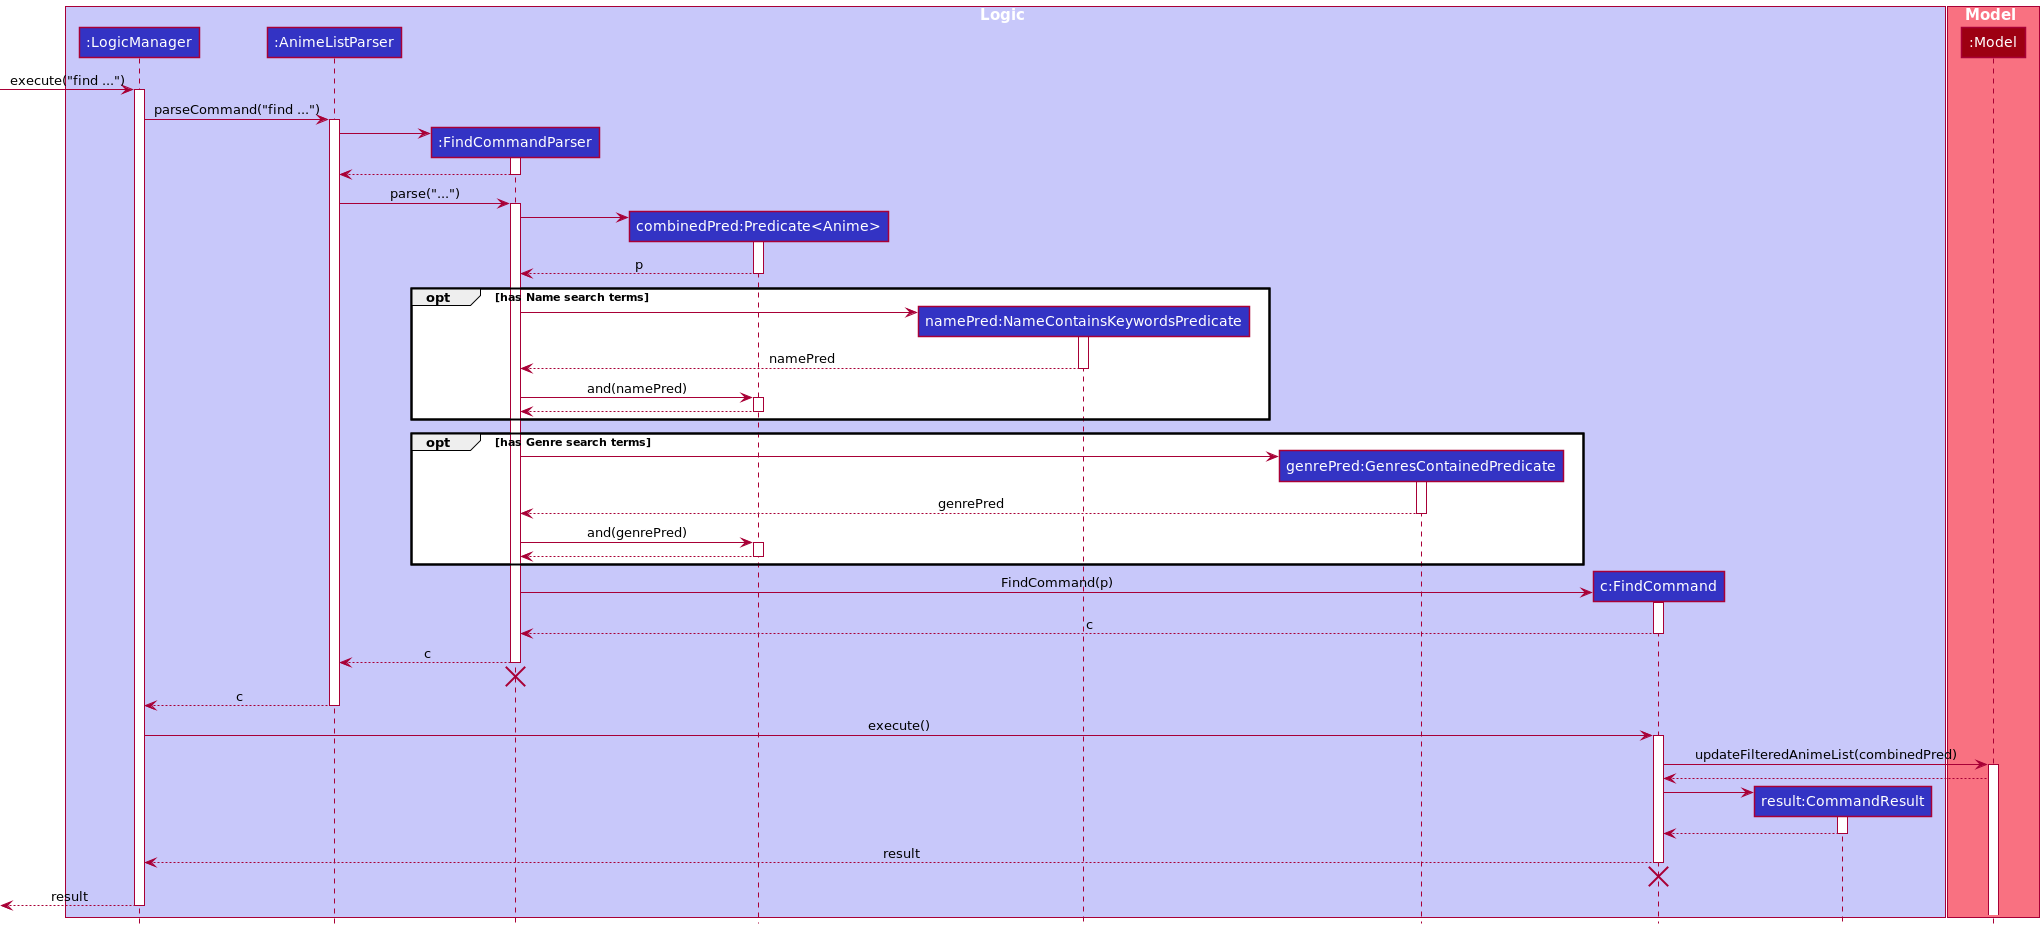 Logic
Model
:LogicManager
:AnimeListParser
:Model
execute("find ...")
parseCommand("find ...")
:FindCommandParser
parse("...")
combinedPred:Predicate<Anime>
p
opt
[has Name search terms]
namePred:NameContainsKeywordsPredicate
namePred
and(namePred)
opt
[has Genre search terms]
genrePred:GenresContainedPredicate
genrePred
and(genrePred)
FindCommand(p)
c:FindCommand
c
c
c
execute()
updateFilteredAnimeList(combinedPred)
result:CommandResult
result
result